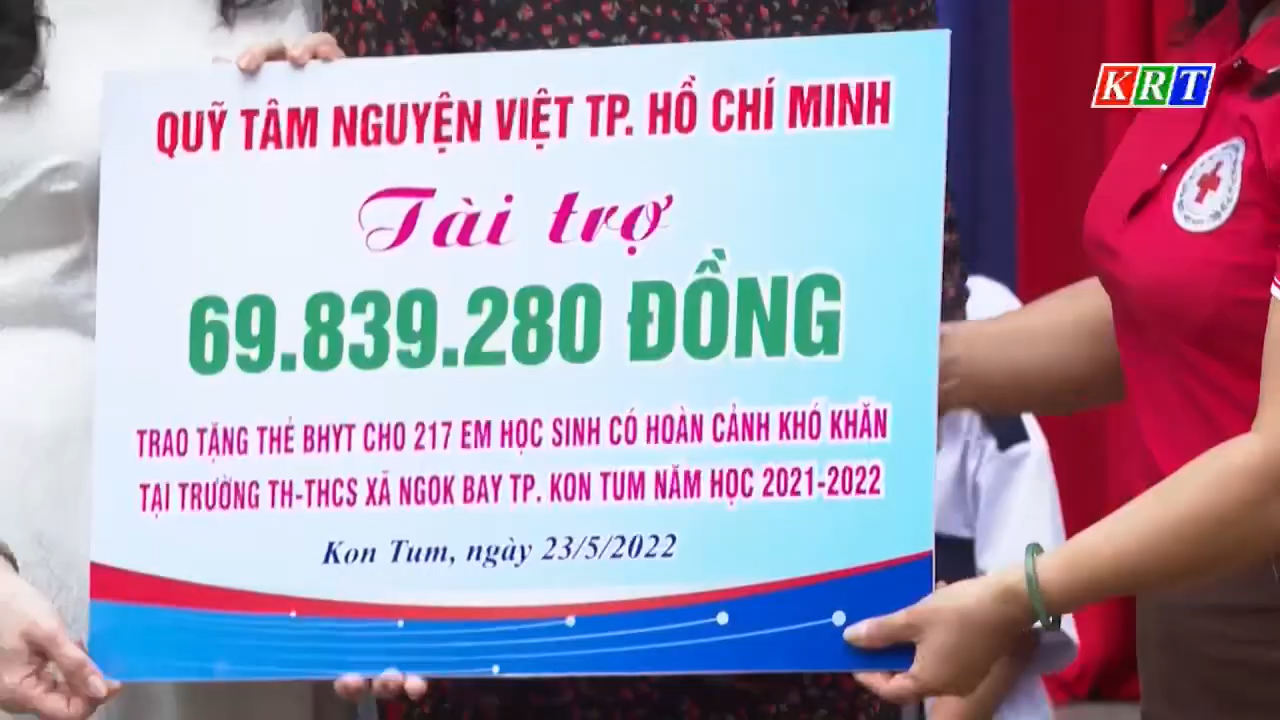 KRT
QUỸ TÂM NGUYỆN VIỆT TP. HỒ CHÍ MINH
Tài trợ
69.839.280 ĐỒNG
TRAO TẶNG THẺ BHYT CHO 217 EM HỌC SINH CÓ HOÀN CẢNH KHÓ KHĂN
TẠI TRƯỜNG TH-THCS XÃ NGOK BAY TP. KON TUM NĂM HỌC 2021-2022
Kon Tum, ngày 23/5/2022